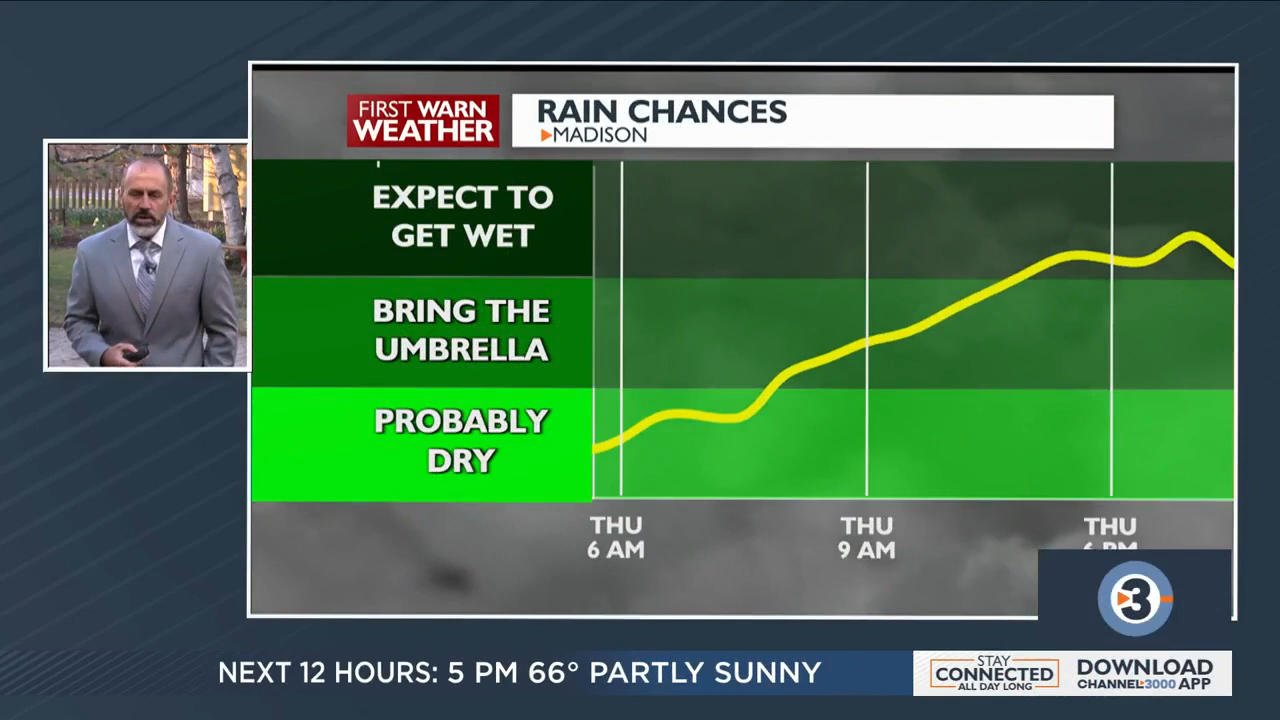 FIRST WARN
WEATHER
RAIN CHANCES
MADISON
EXPECT TO
GET WET
BRING THE
UMBRELLA
PROBABLY
DRY
THU
6 AM
THU
9 AM
THU
6 PM
3
NEXT 12 HOURS: 5 PM 66° PARTLY SUNNY
STAY
CONNECTED
ALL DAY LONG
DOWNLOAD
CHANNEL3000 APP